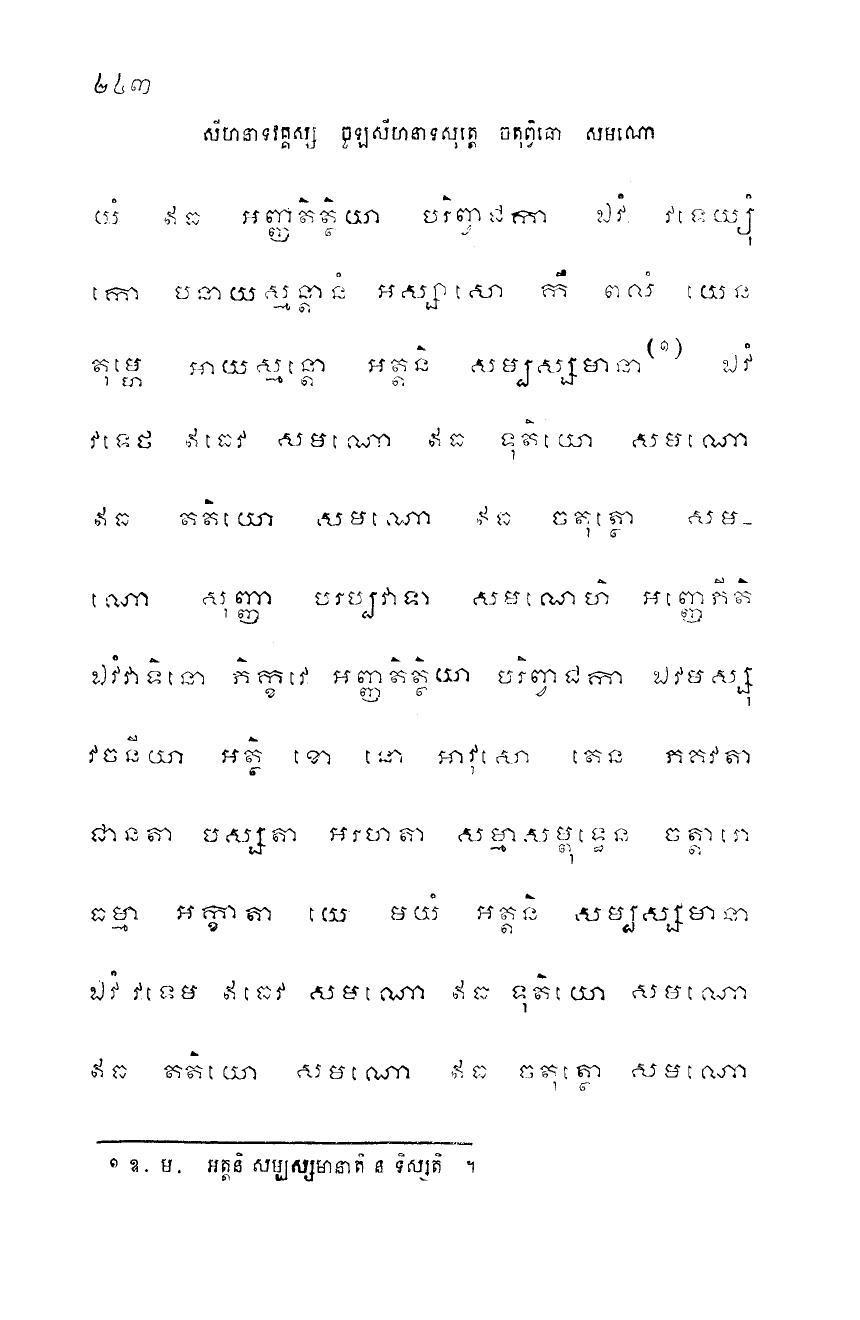 ២៤៣
សីហនាទវគ្គស្ស ចូឡសីហនាទសុត្តេ ចតុព្វិធោ សមណោ
យំ ឥធ អញ្ញតិត្ថិយា បរិព្វាជកា ឯវំ វទេយ្យុំ
កោ បនាយស្មន្តានំ អស្សាសោ កឹ ពលំ យេន
តុម្ហេ អាយស្មន្តោ អត្តនិ សម្បស្សមានា(១) ឯវំ
វទេថ ឥធេវ សមណោ ឥធ ទុតិយោ សមណោ
ឥធ តតិយោ សមណោ ឥធ ចតុត្ថោ សម-
ណោ សុញ្ញា បរប្បវាទា សមណេហិ អញ្ញេភីតិ
ឯវំវាទិនោ ភិក្ខវេ អញ្ញតិត្ថិយា បរិព្វាជកា ឯវមស្សុ
វចនីយា អត្ថិ ខោ នោ អាវុសោ តេន ភគវតា
ជានតា បស្សតា អរហតា សម្មាសម្ពុទ្ធេន ចត្តារោ
ធម្មា អក្ខាតា យេ មយំ អត្តនិ សម្បស្សមានា
ឯវំ វទេម ឥធេវ សមណោ ឥធ ទុតិយោ សមណោ
ឥធ តតិយោ សមណោ ឥធ ចតុត្ថោ សមណោ
១ ឧ. ម. អត្តនិ សម្បស្សមានាតិ ន ទិស្សតិ ។